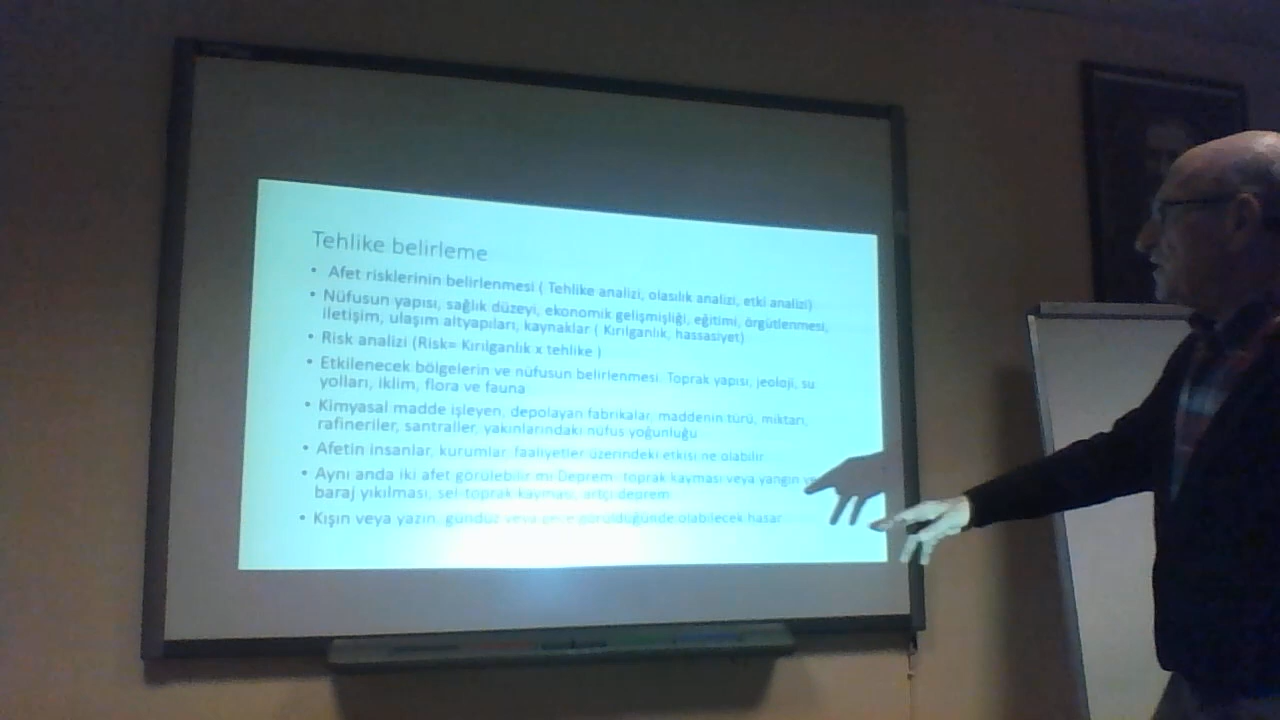 Tehlike belirleme
• Afet risklerinin belirlenmesi ( Tehlike analizi, olasılık analizi, etki analizi)
• Nüfusun yapısı, sağlık düzeyi, ekonomik gelişmişliği, eğitimi, örgütlenmesi,
iletişim, ulaşım altyapıları, kaynaklar ( Kırılganlık, hassasiyet)
• Risk analizi (Risk= Kırılganlık x tehlike )
• Etkilenecek bölgelerin ve nüfusun belirlenmesi. Toprak yapısı, jeoloji, su
yolları, iklim, flora ve fauna
• Kimyasal madde işleyen, depolayan fabrikalar, maddenin türü, miktarı,
rafineriler, santraller, yakınlarındaki nüfus yoğunluğu
• Afetin insanlar, kurumlar, faaliyetler üzerindeki etkisi ne olabilir
• Aynı anda iki afet görülebilir mi Deprem, toprak kayması veya yangın
baraj yıkılması, sel, toprak kayması, artçı deprem
• Kışın veya yazın, gündüz veya gece görüldüğünde olabilecek hasar